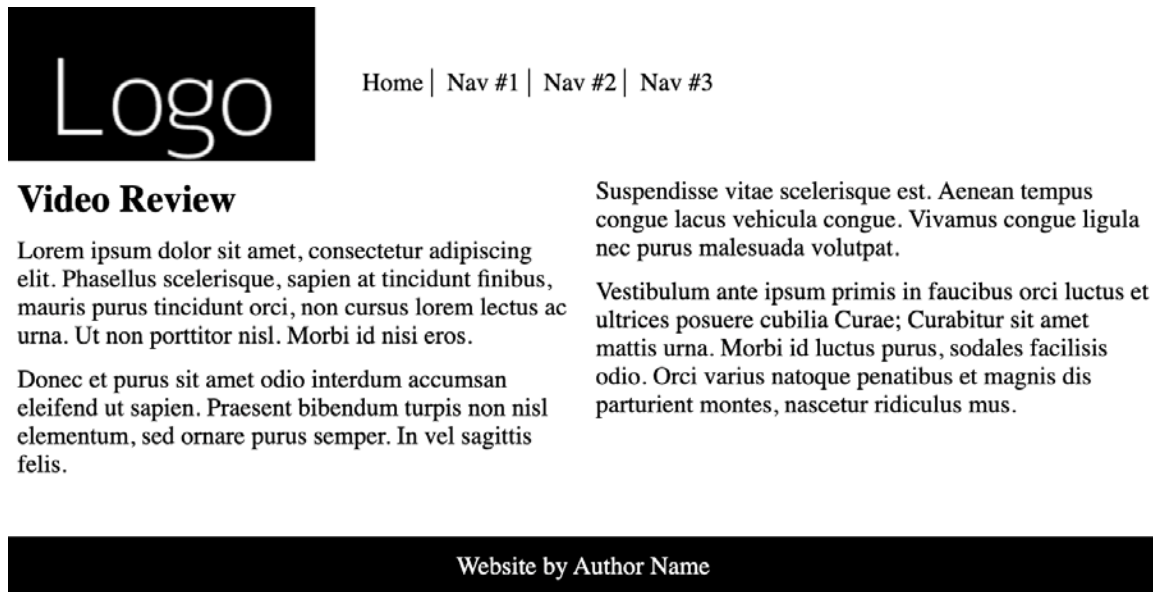 Logo
Home | Nav #1 | Nav #2 | Nav #3
Video Review
Lorem ipsum dolor sit amet, consectetur adipiscing
elit. Phasellus scelerisque, sapien at tincidunt finibus,
mauris purus tincidunt orci, non cursus lorem lectus ac
urna. Ut non porttitor nisl. Morbi id nisi eros.
Donec et purus sit amet odio interdum accumsan
eleifend ut sapien. Praesent bibendum turpis non nisl
elementum, sed ornare purus semper. In vel sagittis
felis.
Suspendisse vitae scelerisque est. Aenean tempus
congue lacus vehicula congue. Vivamus congue ligula
nec purus malesuada volutpat.
Vestibulum ante ipsum primis in faucibus orci luctus et
ultrices posuere cubilia Curae; Curabitur sit amet
mattis urna. Morbi id luctus purus, sodales facilisis
odio. Orci varius natoque penatibus et magnis dis
parturient montes, nascetur ridiculus mus.
Website by Author Name